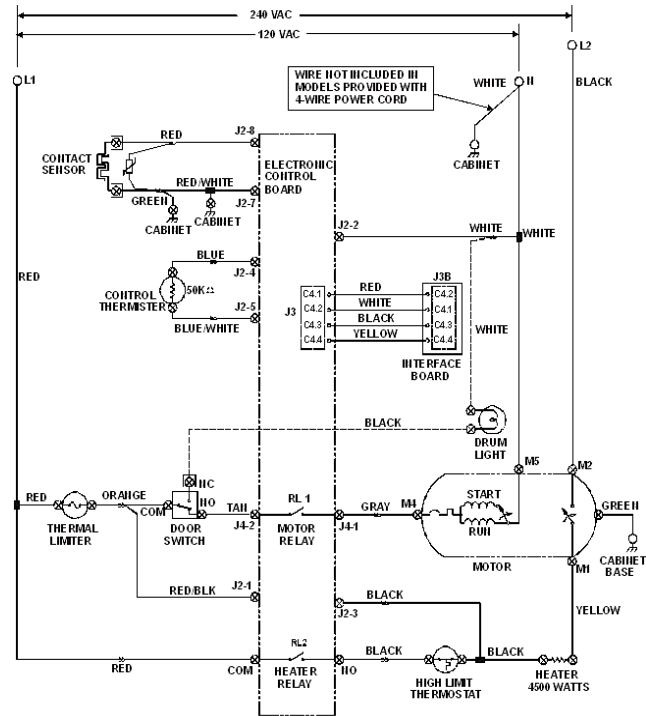 240 VAC
120 VAC
L2
L1
WIRE NOT INCLUDED IN
MODELS PROVIDED WITH
4-WIRE POWER CORD
WHITE
N
BLACK
CABINET
RED
J2-8
CONTACT
SENSOR
ELECTRONIC
CONTROL
BOARD
RED/WHITE
GREEN
J2-7
CABINET
CABINET
J2-2
WHITE
WHITE
BLUE
J2-4
RED
50KΩ
CONTROL
THERMISTER
J2-5
BLUE/WHITE
J3
C4.1
C4.2
C4.3
C4.4
RED
WHITE
BLACK
YELLOW
J3B
C4.2
C4.1
C4.3
C4.4
INTERFACE
BOARD
WHITE
BLACK
DRUM
LIGHT
M5
M2
NC
RED
ORANGE
COM
NO
TAN
RL 1
GRAY
M4
START
RUN
GREEN
THERMAL
LIMITER
DOOR
SWITCH
J4-2
MOTOR
RELAY
J4-1
MOTOR
CABINET
BASE
M1
J2-1
RED/BLK
BLACK
J2-3
YELLOW
RED
COM
RL2
HEATER
RELAY
NO
BLACK
HIGH LIMIT
THERMOSTAT
BLACK
HEATER
4500 WATTS